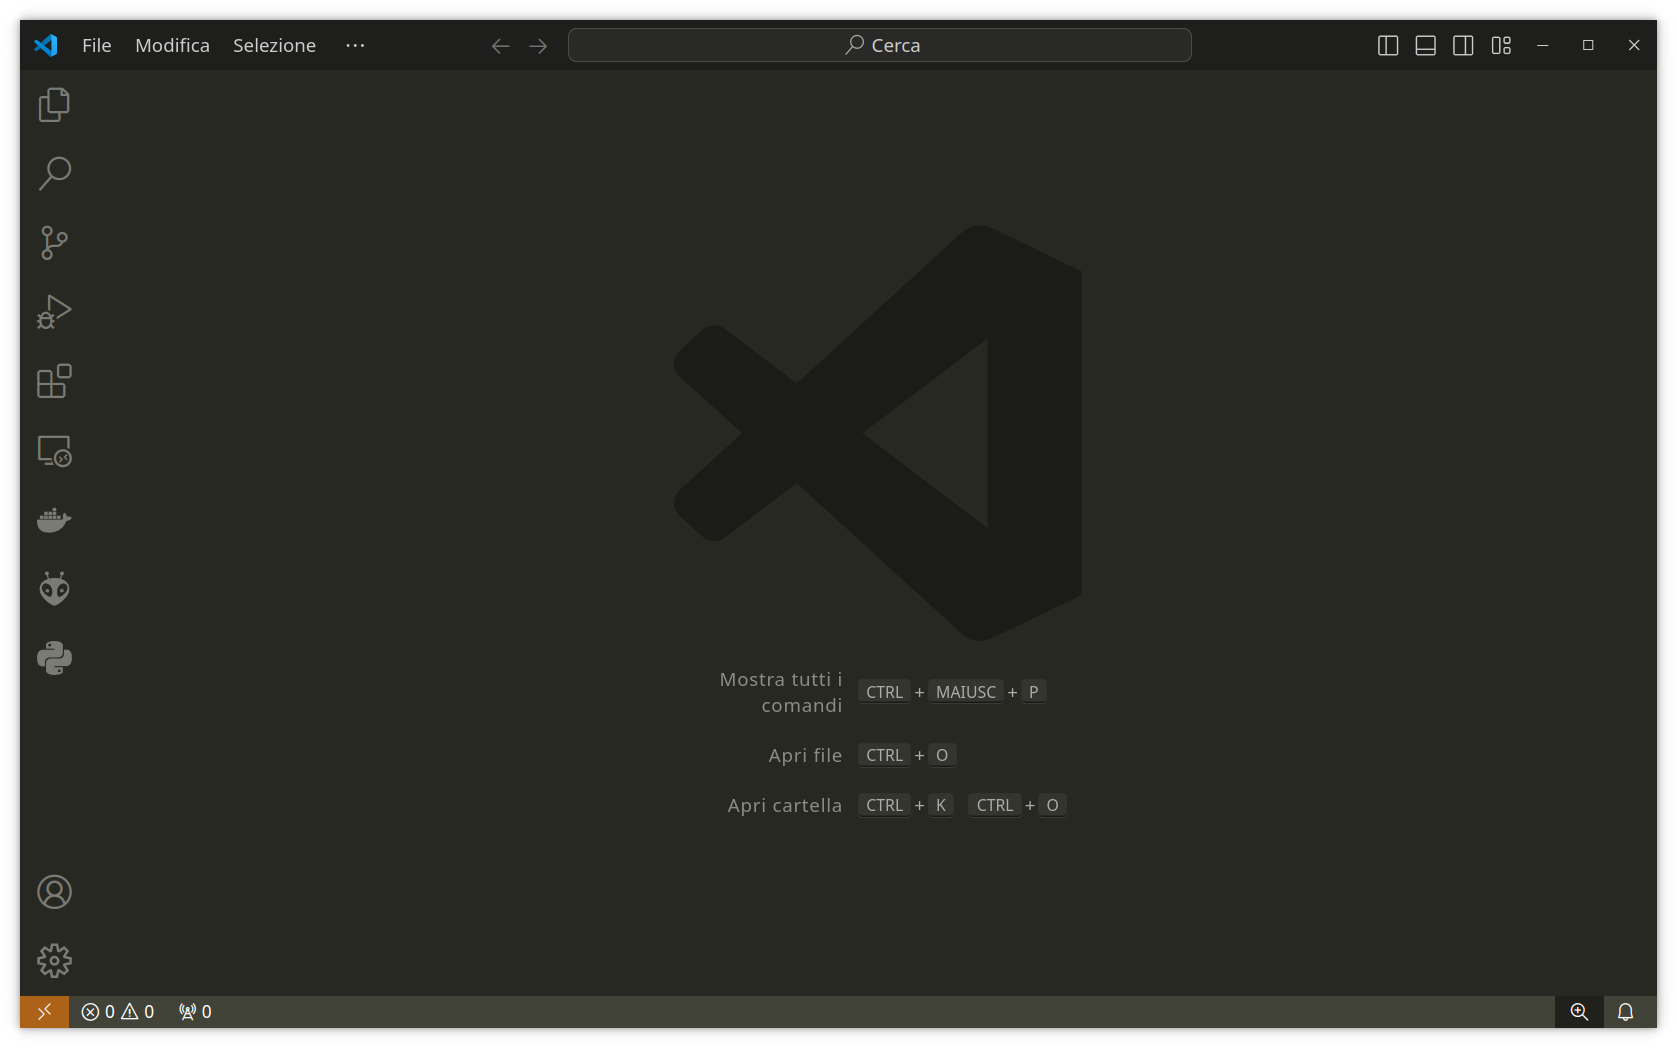 File Modifica Selezione ··· Cerca
Mostra tutti i
comandi CTRL + MAIUSC + P
Apri file CTRL + O
Apri cartella CTRL + K CTRL + O
0 0 0